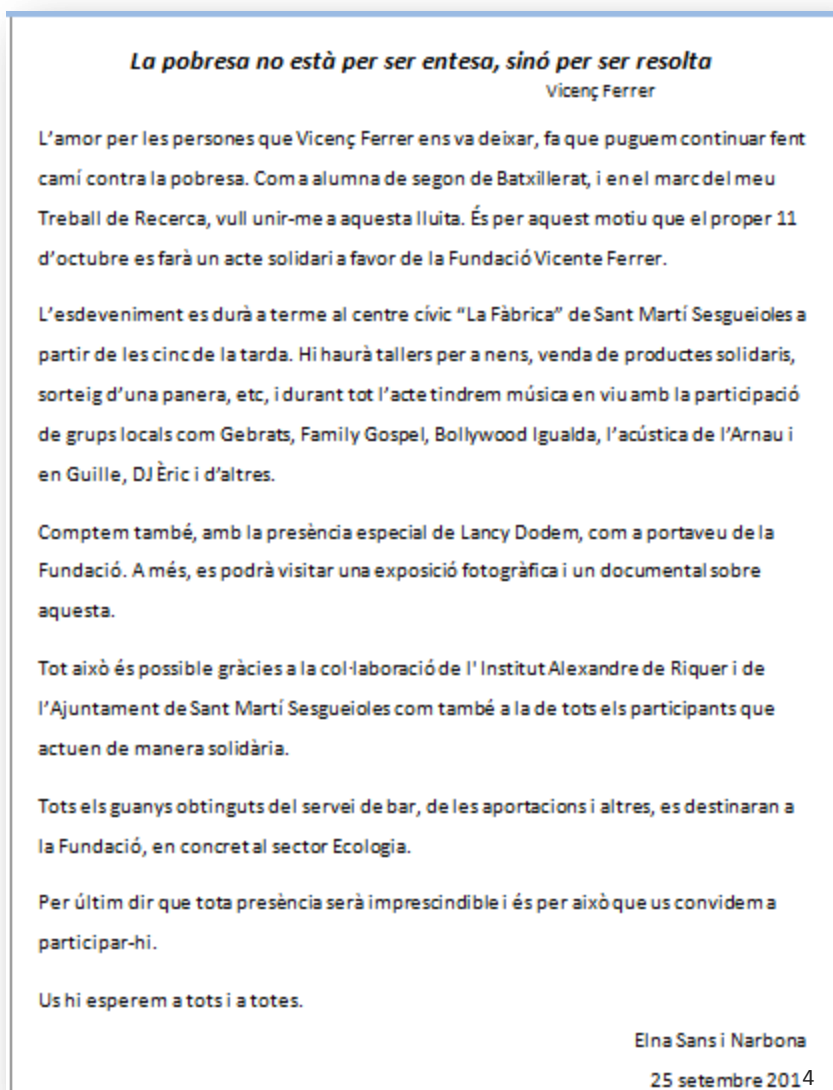 La pobresa no està per ser entesa, sinó per ser resolta
Vicenç Ferrer
L’amor per les persones que Vicenç Ferrer ens va deixar, fa que puguem continuar fent
camí contra la pobresa. Com a alumna de segon de Batxillerat, i en el marc del meu
Treball de Recerca, vull unir-me a aquesta lluita. És per aquest motiu que el proper 11
d’octubre es farà un acte solidari a favor de la Fundació Vicente Ferrer.
L’esdeveniment es durà a terme al centre cívic “La Fàbrica” de Sant Martí Sesgueioles a
partir de les cinc de la tarda. Hi haurà tallers per a nens, venda de productes solidaris,
sorteig d’una panera, etc, i durant tot l’acte tindrem música en viu amb la participació
de grups locals com Gebrats, Family Gospel, Bollywood Igualda, l’acústica de l’Arnau i
en Guille, DJ Èric i d’altres.
Comptem també, amb la presència especial de Lancy Dodem, com a portaveu de la
Fundació. A més, es podrà visitar una exposició fotogràfica i un documental sobre
aquesta.
Tot això és possible gràcies a la col·laboració de l' Institut Alexandre de Riquer i de
l’Ajuntament de Sant Martí Sesgueioles com també a la de tots els participants que
actuen de manera solidària.
Tots els guanys obtinguts del servei de bar, de les aportacions i altres, es destinaran a
la Fundació, en concret al sector Ecologia.
Per últim dir que tota presència serà imprescindible i és per això que us convidem a
participar-hi.
Us hi esperem a tots i a totes.
Elna Sans i Narbona
25 setembre 2014